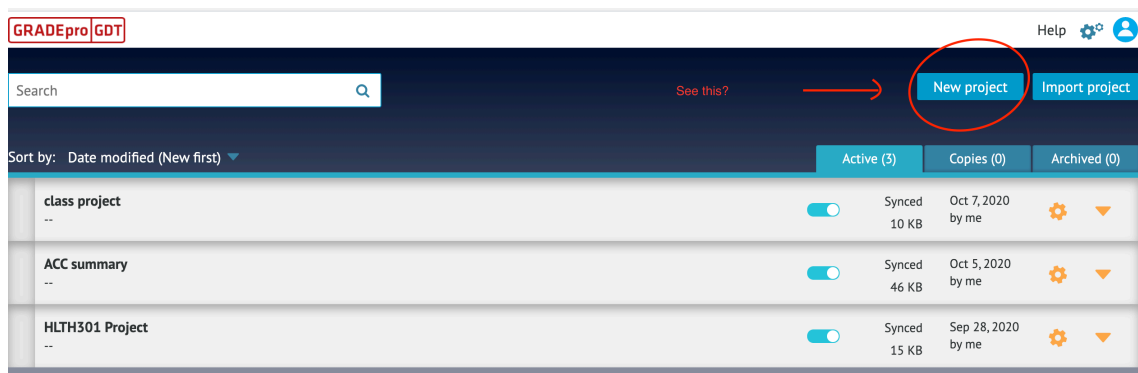 GRADEpro GDT
Help
Search
See this?
New project
Import project
Sort by: Date modified (New first)
Active (3)
Copies (0)
Archived (0)
class project
--
Synced
10 KB
Oct 7, 2020
by me
ACC summary
--
Synced
46 KB
Oct 5, 2020
by me
HLTH301 Project
--
Synced
15 KB
Sep 28, 2020
by me